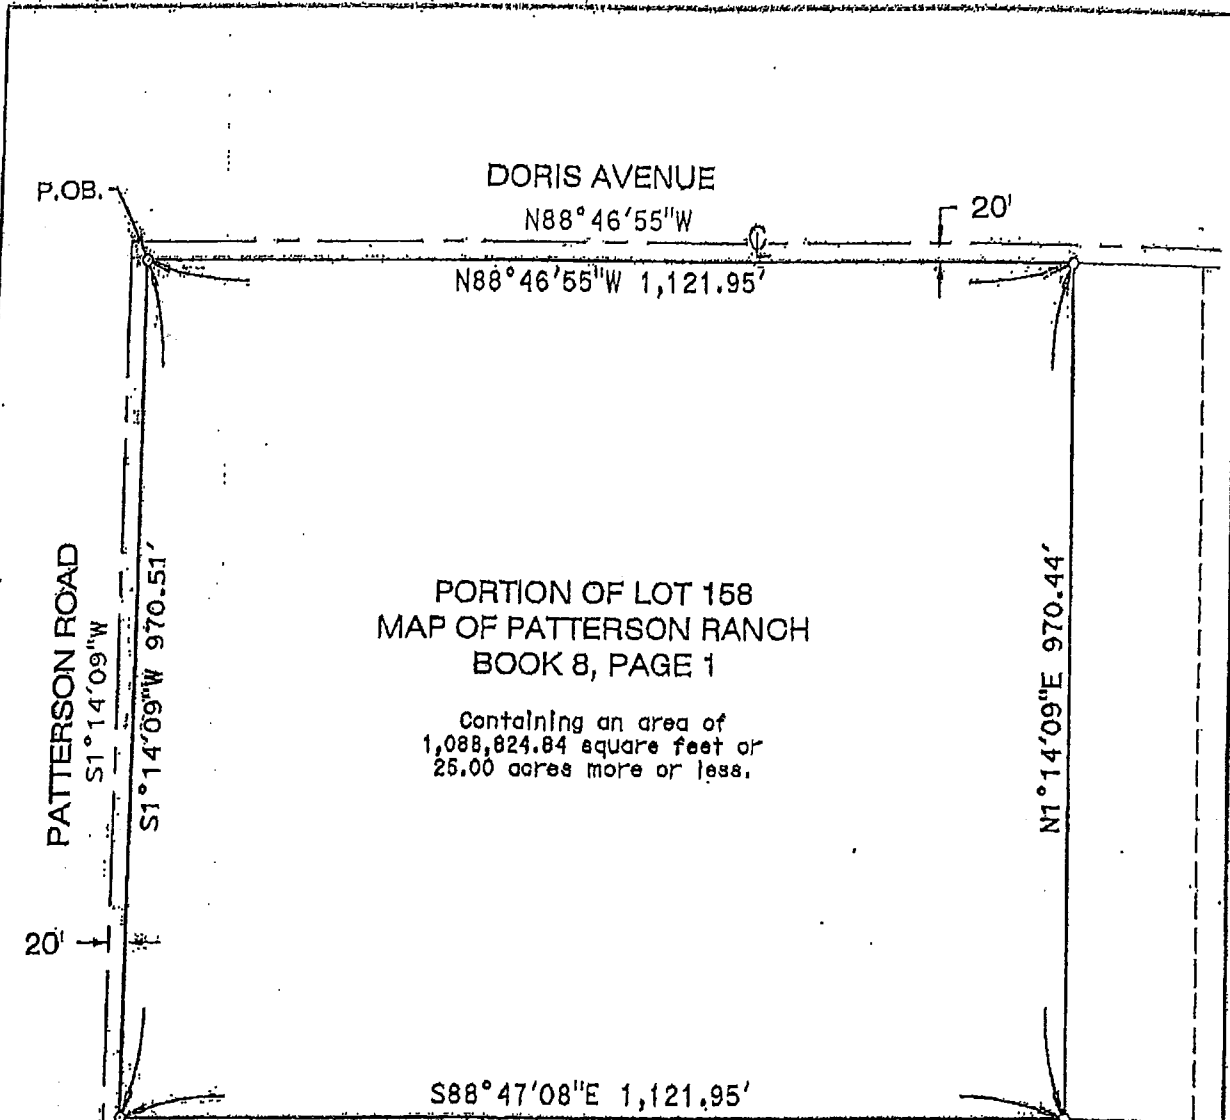 DORIS AVENUE
P.OB.
N88°46'55"W
20'
N88°46'55"W 1,121.95'
PATTERSON ROAD
S1°14'09"W
S1°14'09"W 970.51'
PORTION OF LOT 158
MAP OF PATTERSON RANCH
BOOK 8, PAGE 1
Containing an area of
1,088,824.84 square feet or
25.00 acres more or less.
N1°14'09"E 970.44'
20'
S88°47'08"E 1,121.95'